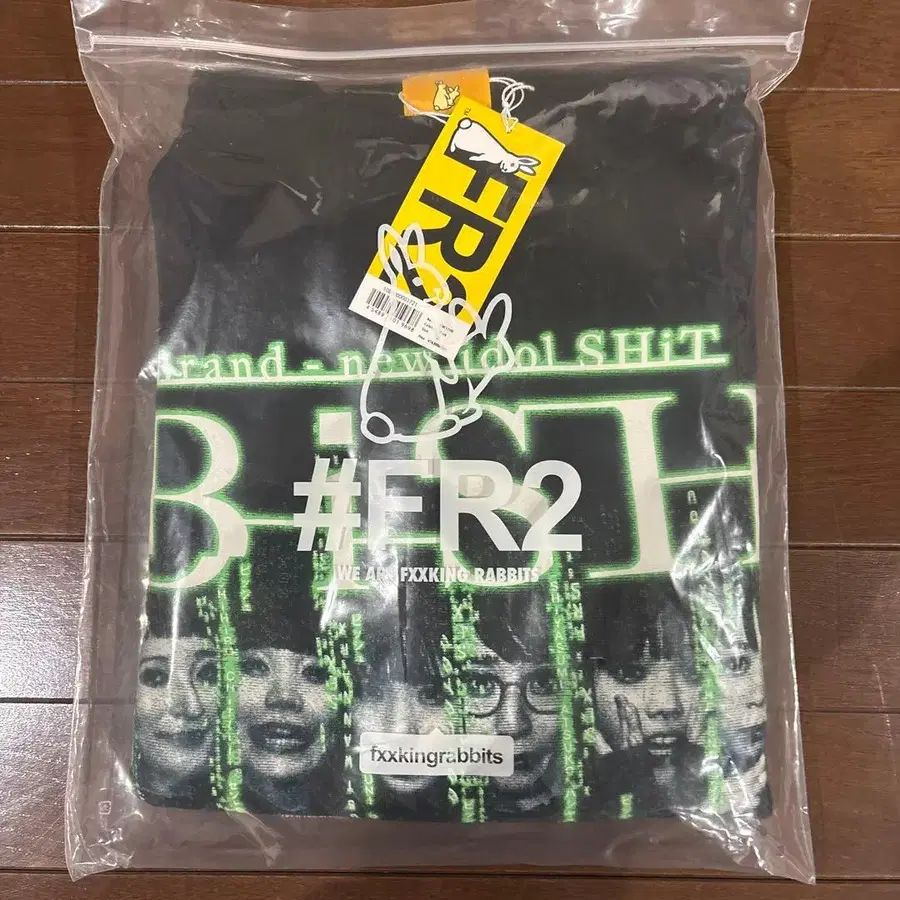 #FR2
Brand - new idol SHiT
BiSH
#FR2
WE ARE FXXKING RABBITS
fxxkingrabbits